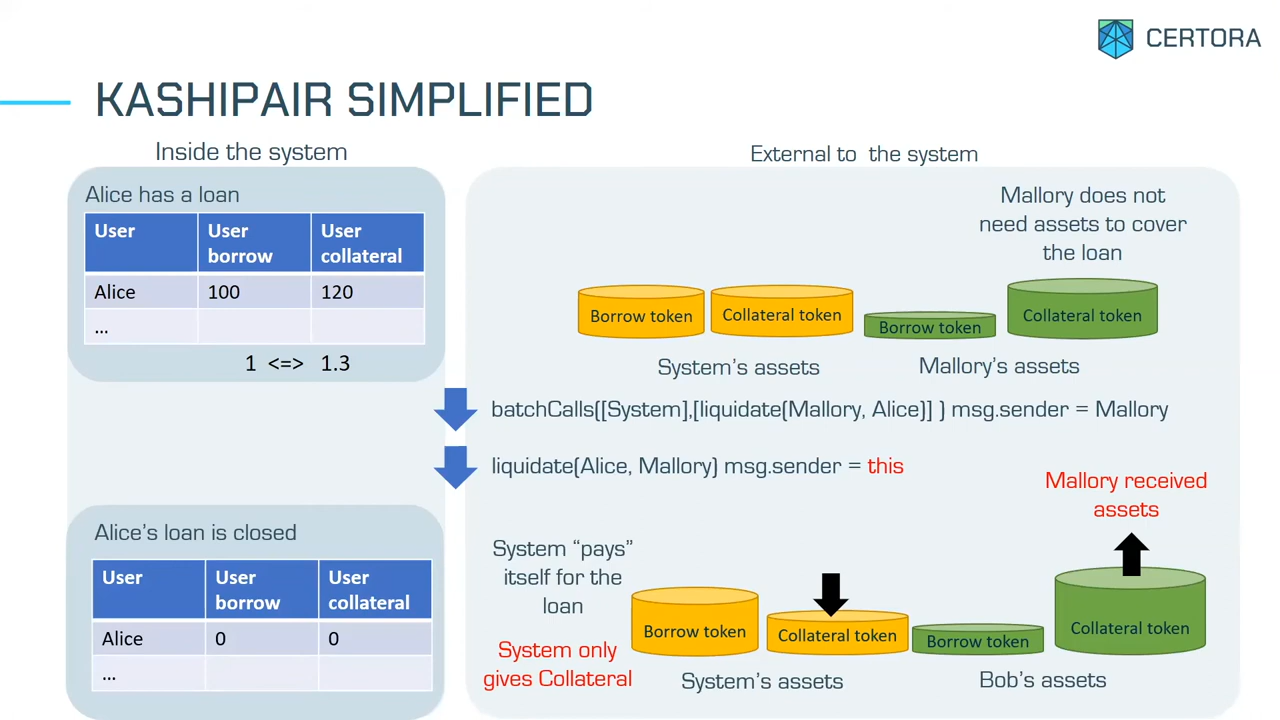 CERTORA
KASHIPAIR SIMPLIFIED
Inside the system
Alice has a loan
User
User borrow
User collateral
Alice 100 120
...
1 <=> 1.3
External to the system
Mallory does not
need assets to cover
the loan
Borrow token
Collateral token
Borrow token
Collateral token
System's assets
Mallory's assets
batchCalls([System],[liquidate(Mallory, Alice)] ) msg.sender = Mallory
liquidate(Alice, Mallory) msg.sender = this
Mallory received
assets
Alice's loan is closed
User
User borrow
User collateral
Alice 0 0
...
System “pays”
itself for the
loan
System only
gives Collateral
Borrow token
Collateral token
Borrow token
Collateral token
System's assets
Bob's assets